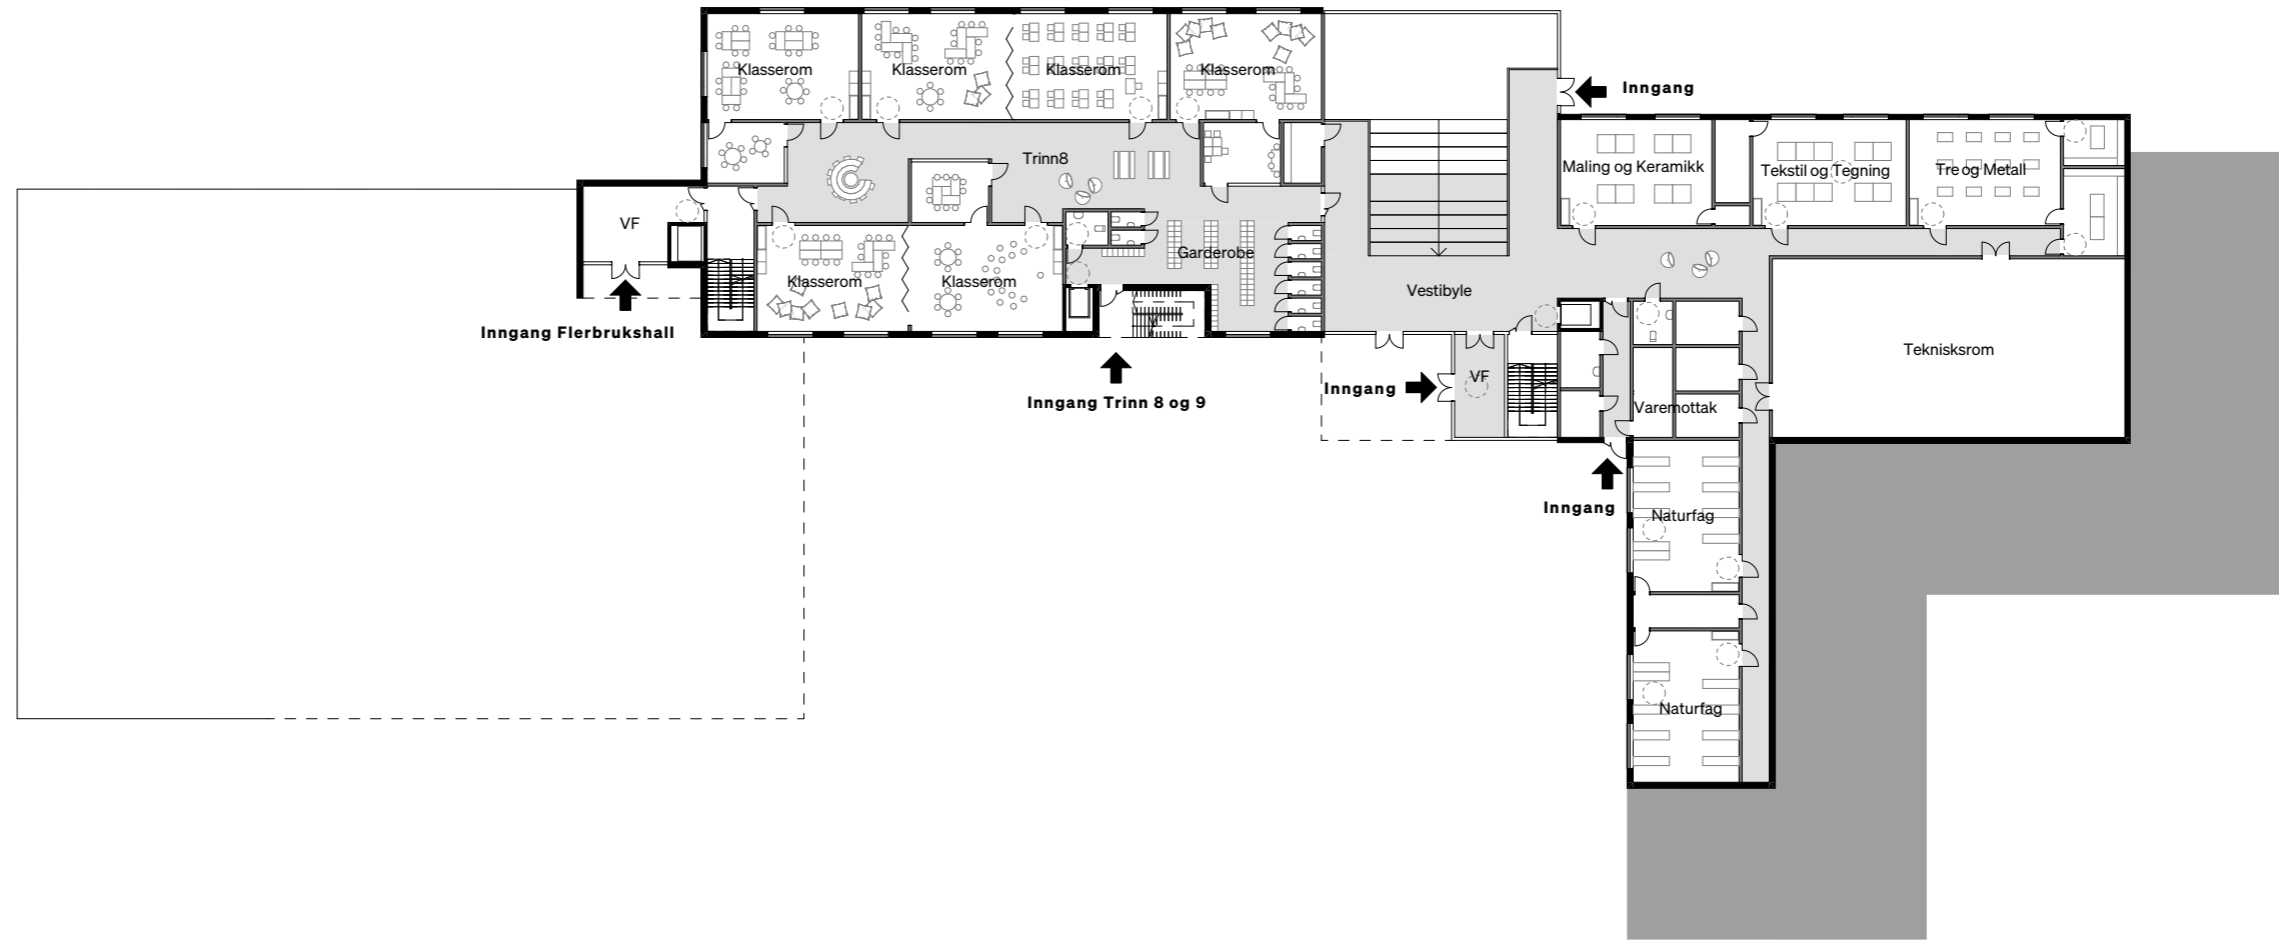 Klasserom
Klasserom
Klasserom
Klasserom
Inngang
Trinn8
Maling og Keramikk
Tekstil og Tegning
Tre og Metall
VF
Garderobe
Klasserom
Klasserom
Vestibyle
Inngang Flerbrukshall
Tekniskrom
Inngang
VF
Inngang Trinn 8 og 9
Varemottak
Inngang
Naturfag
Naturfag